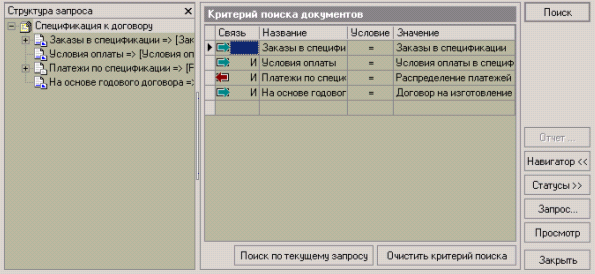 Структура запроса
Спецификация к договору
Заказы в спецификации => [Зак
Условия оплаты => [Условия оп
Платежи по спецификации => [Р
На основе годового договора =>
Критерий поиска документов
Связь Название Условие Значение
Заказы в специфи = Заказы в спецификации
И Условия оплаты = Условия оплаты в специф
И Платежи по специк = Распределение платежей
И На основе годовог = Договор на изготовление
Поиск по текущему запросу
Очистить критерий поиска
Поиск
Отчет ...
Навигатор <<
Статусы >>
Запрос...
Просмотр
Закрыть